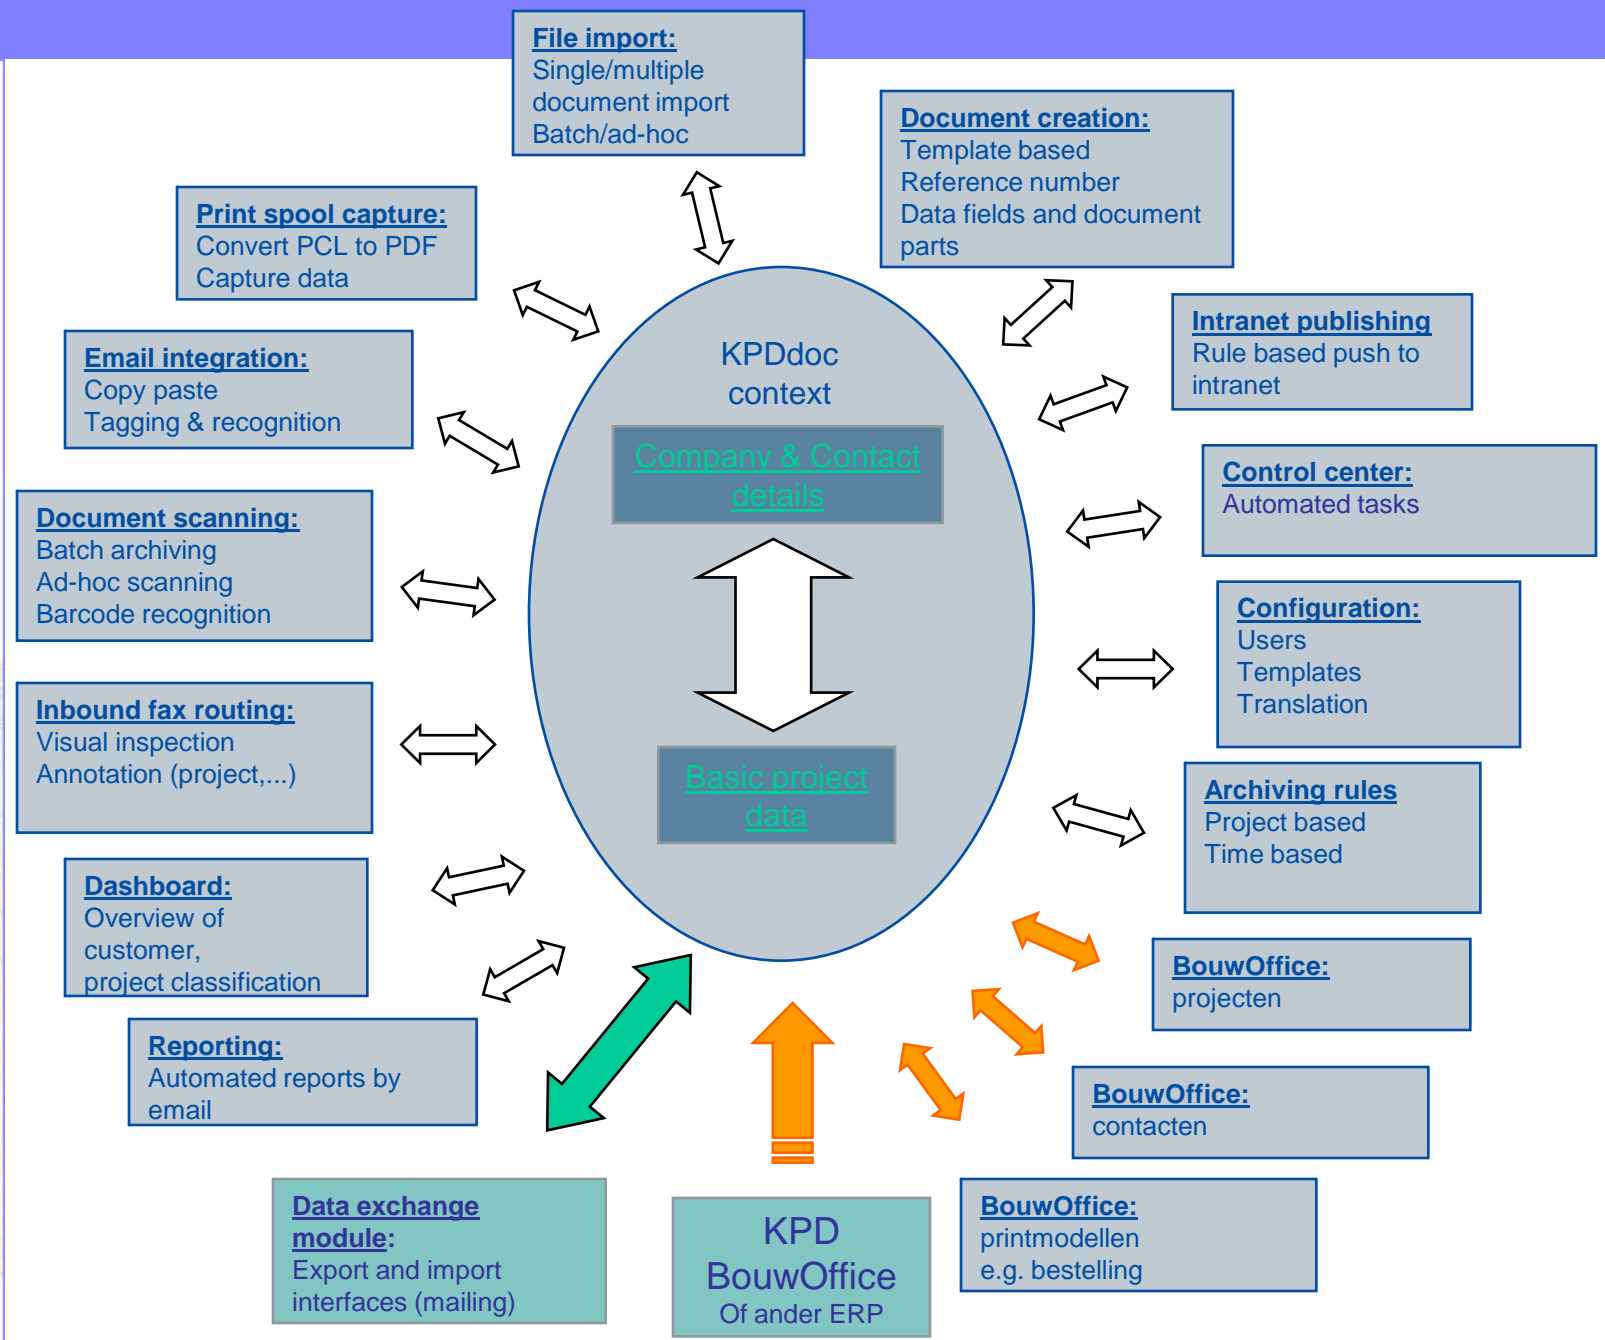 File import:
Single/multiple
document import
Batch/ad-hoc
Document creation:
Template based
Reference number
Data fields and document
parts
Print spool capture:
Convert PCL to PDF
Capture data
Intranet publishing
Rule based push to
intranet
Email integration:
Copy paste
Tagging & recognition
KPDdoc
context
Company & Contact
details
Control center:
Automated tasks
Document scanning:
Batch archiving
Ad-hoc scanning
Barcode recognition
Configuration:
Users
Templates
Translation
Inbound fax routing:
Visual inspection
Annotation (project,...)
Basic project
data
Archiving rules
Project based
Time based
Dashboard:
Overview of
customer,
project classification
BouwOffice:
projecten
Reporting:
Automated reports by
email
BouwOffice:
contacten
Data exchange
module:
Export and import
interfaces (mailing)
KPD
BouwOffice
Of ander ERP
BouwOffice:
printmodellen
e.g. bestelling